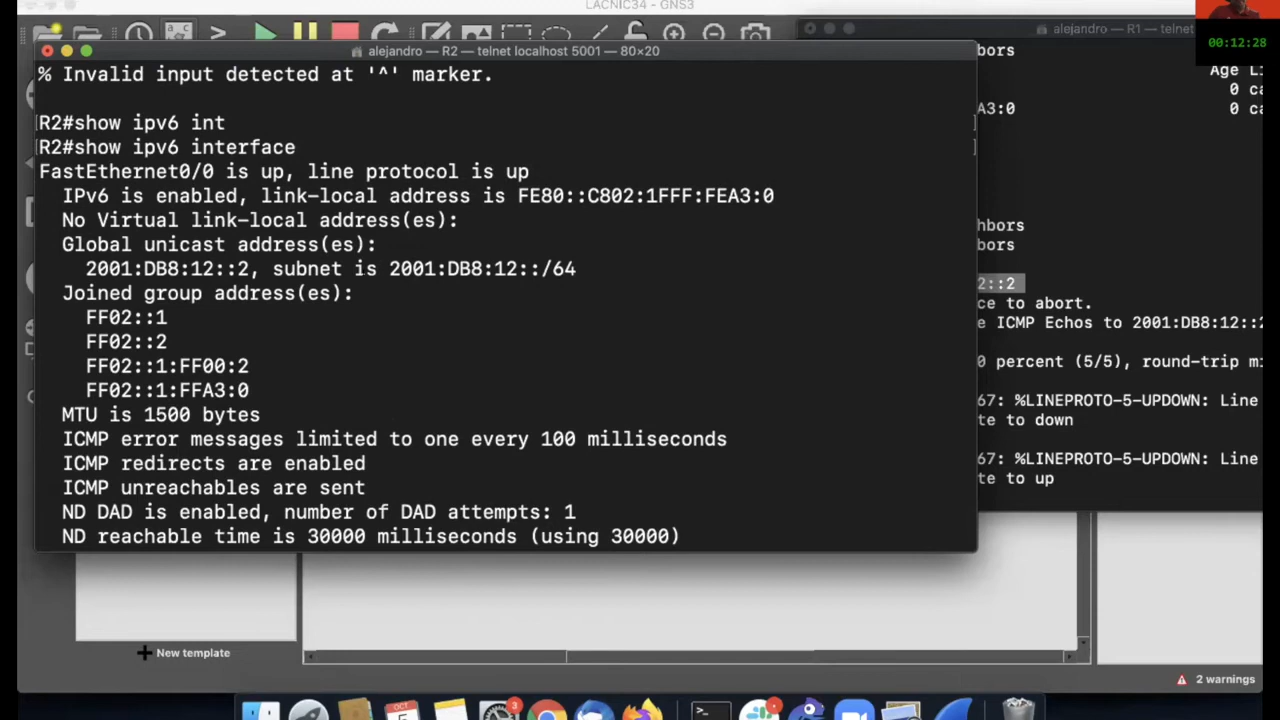 LACNIC34 - GNS3
00:12:28
alejandro — R2 — telnet localhost 5001 — 80×20
% Invalid input detected at '^' marker.
R2#show ipv6 int
R2#show ipv6 interface
FastEthernet0/0 is up, line protocol is up
IPv6 is enabled, link-local address is FE80::C802:1FFF:FEA3:0
No Virtual link-local address(es):
Global unicast address(es):
2001:DB8:12::2, subnet is 2001:DB8:12::/64
Joined group address(es):
FF02::1
FF02::2
FF02::1:FF00:2
FF02::1:FFA3:0
MTU is 1500 bytes
ICMP error messages limited to one every 100 milliseconds
ICMP redirects are enabled
ICMP unreachables are sent
ND DAD is enabled, number of DAD attempts: 1
ND reachable time is 30000 milliseconds (using 30000)
alejandro — R1 — telnet
bors
Age Li
0 ca
A3:0 0 ca
hbors
bors
2::2
ce to abort.
e ICMP Echos to 2001:DB8:12::2
0 percent (5/5), round-trip mi
67: %LINEPROTO-5-UPDOWN: Line
te to down
67: %LINEPROTO-5-UPDOWN: Line
te to up
New template
2 warnings
OCT
5
3